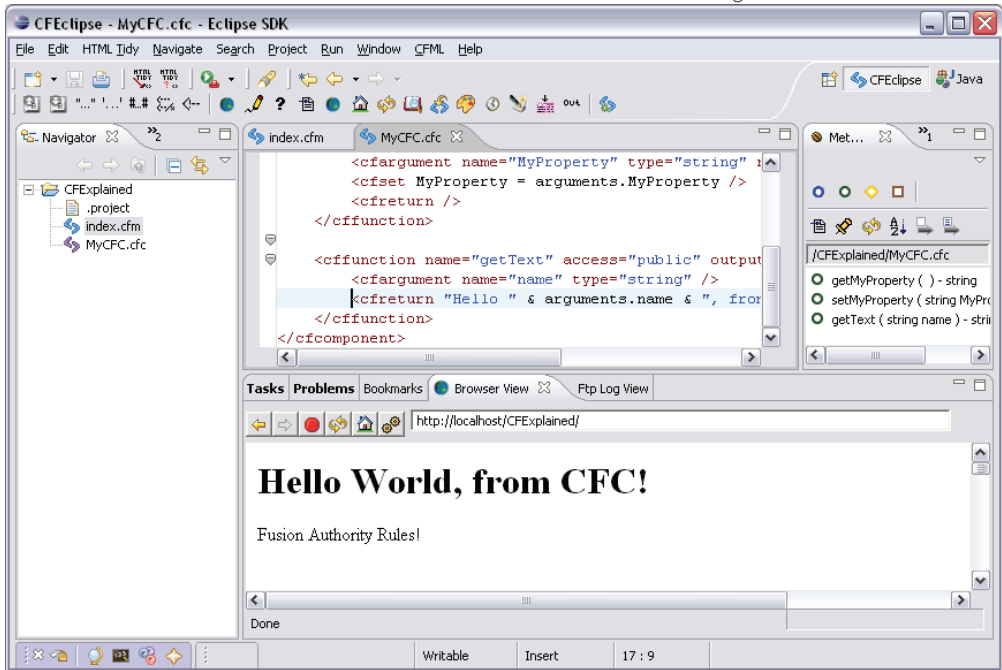 CFEclipse - MyCFC.cfc - Eclipse SDK
File Edit HTML Tidy Navigate Search Project Run Window CFML Help
CFEclipse Java
Navigator 2
index.cfm
MyCFC.cfc
Met... 1
CFExplained
.project
index.cfm
MyCFC.cfc
<cfargument name="MyProperty" type="string"
<cfset MyProperty = arguments.MyProperty />
<cfreturn />
</cffunction>
<cffunction name="getText" access="public" output
<cfargument name="name" type="string" />
<cfreturn "Hello " & arguments.name & ", from
</cffunction>
</cfcomponent>
/CFExplained/MyCFC.cfc
getMyProperty ( ) - string
setMyProperty ( string MyPro
getText ( string name ) - stri
Tasks Problems Bookmarks Browser View Ftp Log View
http://localhost/CFExplained/
Hello World, from CFC!
Fusion Authority Rules!
Done
Writable Insert 17 : 9